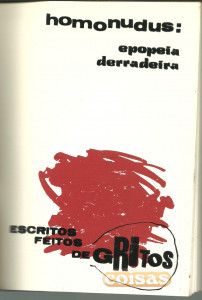 homonudus:
epopeia
derradeira
ESCRITOS
FEITOS
DE GRITOS
coisas